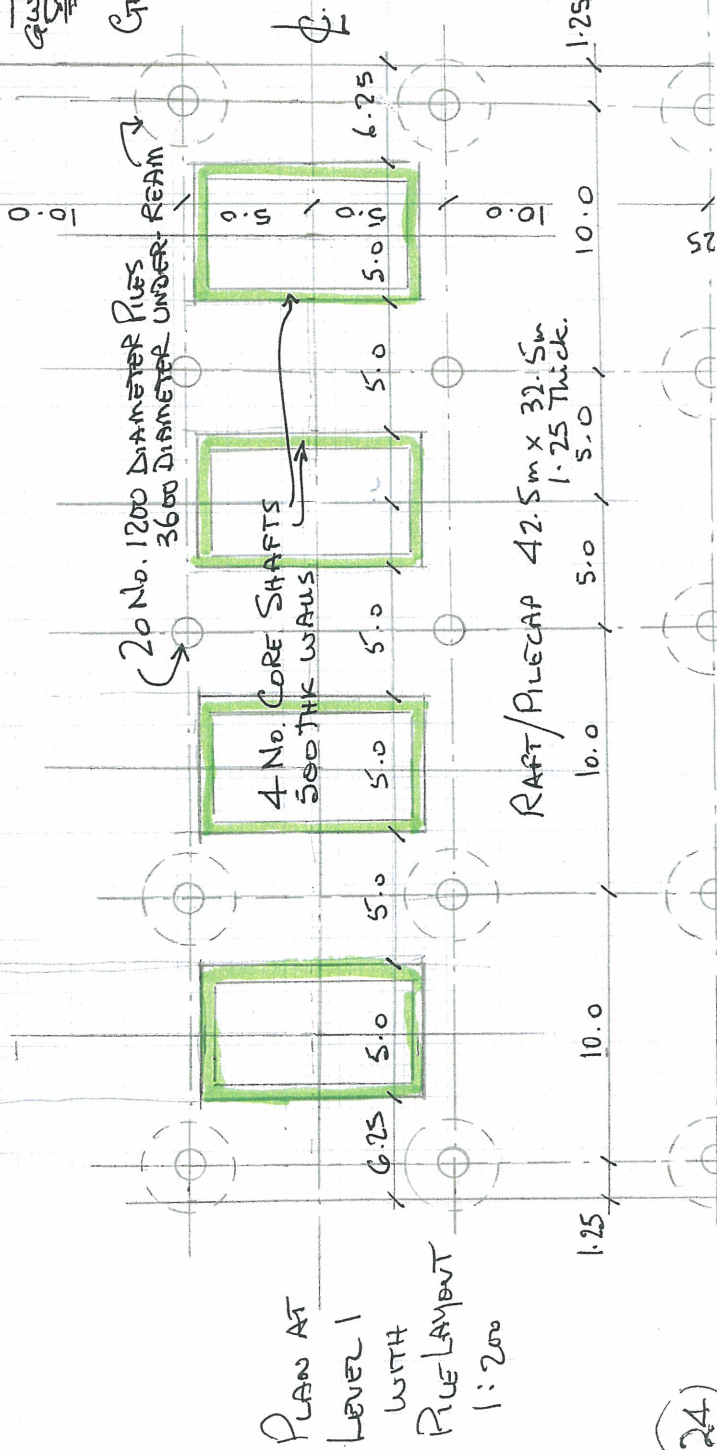 PLAN AT
LEVEL 1
WITH
PILE LAYOUT
1:200
20 No. 1200 DIAMETER PILES
3600 DIAMETER UNDER-REAM
4 No. CORE SHAFTS
500 THK WALLS
6.25
5.0
5.0
5.0
5.0
5.0
5.0
6.25
RAFT/PILECAP 42.5m x 32.5m
1.25 Thick.
1.25
10.0
10.0
5.0
5.0
10.0
1.25
10.0
5.0
5.0
10.0
25
24